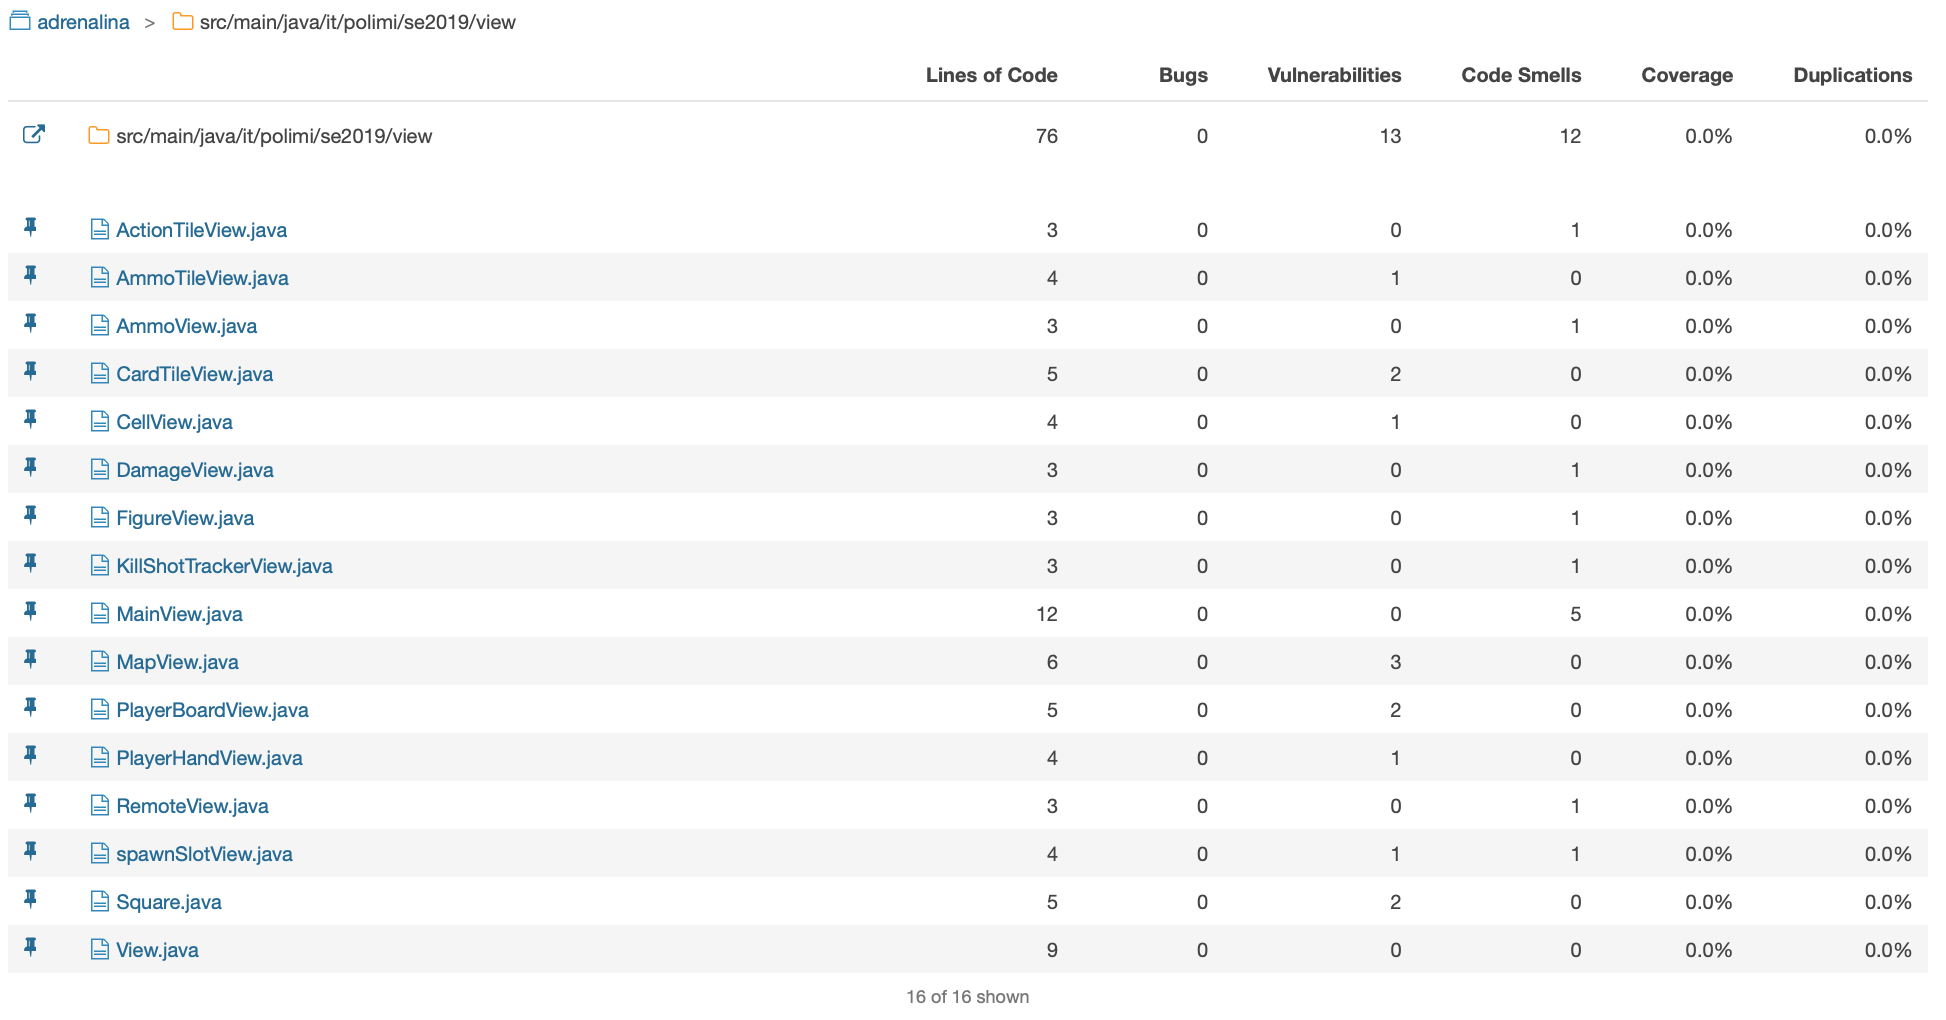 adrenalina > src/main/java/it/polimi/se2019/view
Lines of Code Bugs Vulnerabilities Code Smells Coverage Duplications
src/main/java/it/polimi/se2019/view 76 0 13 12 0.0% 0.0%
ActionTileView.java 3 0 0 1 0.0% 0.0%
AmmoTileView.java 4 0 1 0 0.0% 0.0%
AmmoView.java 3 0 0 1 0.0% 0.0%
CardTileView.java 5 0 2 0 0.0% 0.0%
CellView.java 4 0 1 0 0.0% 0.0%
DamageView.java 3 0 0 1 0.0% 0.0%
FigureView.java 3 0 0 1 0.0% 0.0%
KillShotTrackerView.java 3 0 0 1 0.0% 0.0%
MainView.java 12 0 0 5 0.0% 0.0%
MapView.java 6 0 3 0 0.0% 0.0%
PlayerBoardView.java 5 0 2 0 0.0% 0.0%
PlayerHandView.java 4 0 1 0 0.0% 0.0%
RemoteView.java 3 0 0 1 0.0% 0.0%
spawnSlotView.java 4 0 1 1 0.0% 0.0%
Square.java 5 0 2 0 0.0% 0.0%
View.java 9 0 0 0 0.0% 0.0%
16 of 16 shown